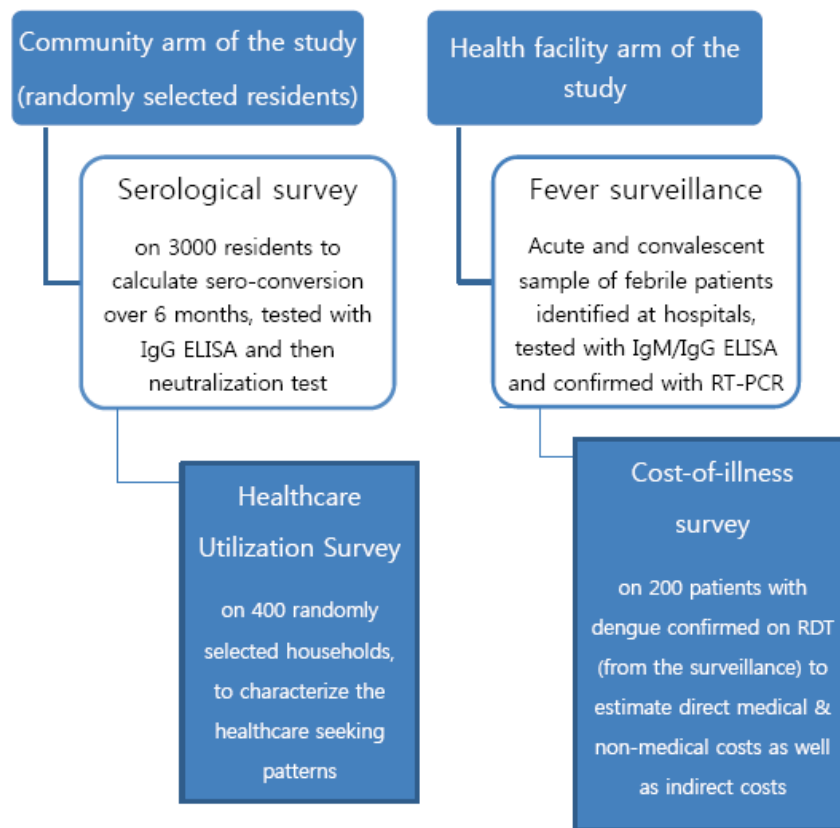 Community arm of the study
(randomly selected residents)
Serological survey
on 3000 residents to
calculate sero-conversion
over 6 months, tested with
IgG ELISA and then
neutralization test
Healthcare
Utilization Survey
on 400 randomly
selected households,
to characterize the
healthcare seeking
patterns
Health facility arm of the
study
Fever surveillance
Acute and convalescent
sample of febrile patients
identified at hospitals,
tested with IgM/IgG ELISA
and confirmed with RT-PCR
Cost-of-illness
survey
on 200 patients with
dengue confirmed on RDT
(from the surveillance) to
estimate direct medical &
non-medical costs as well
as indirect costs